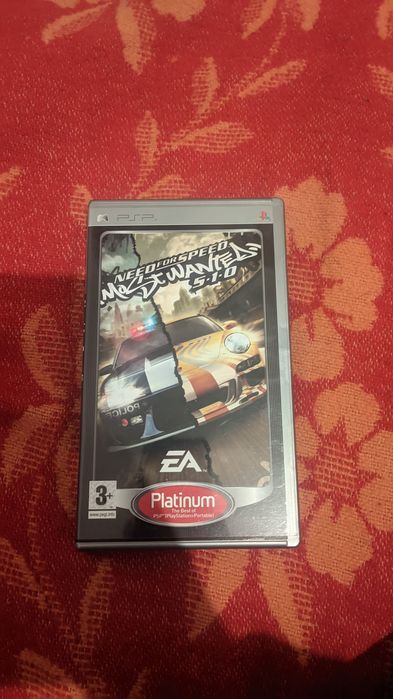 PSP
NEED FOR SPEED
MOST WANTED
5-1-0
POLICE
EA
3+
www.pegi.info
Platinum
The Best of
PSP™ (PlayStation®Portable)